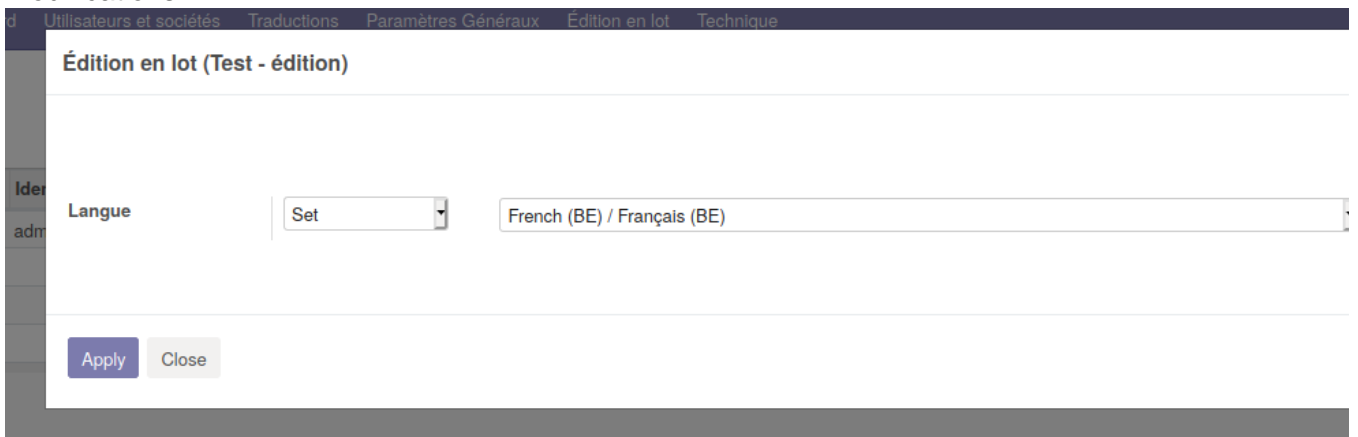 Utilisateurs et sociétés Traductions Paramètres Généraux Édition en lot Technique
Édition en lot (Test - édition)
Langue Set French (BE) / Français (BE)
Apply Close